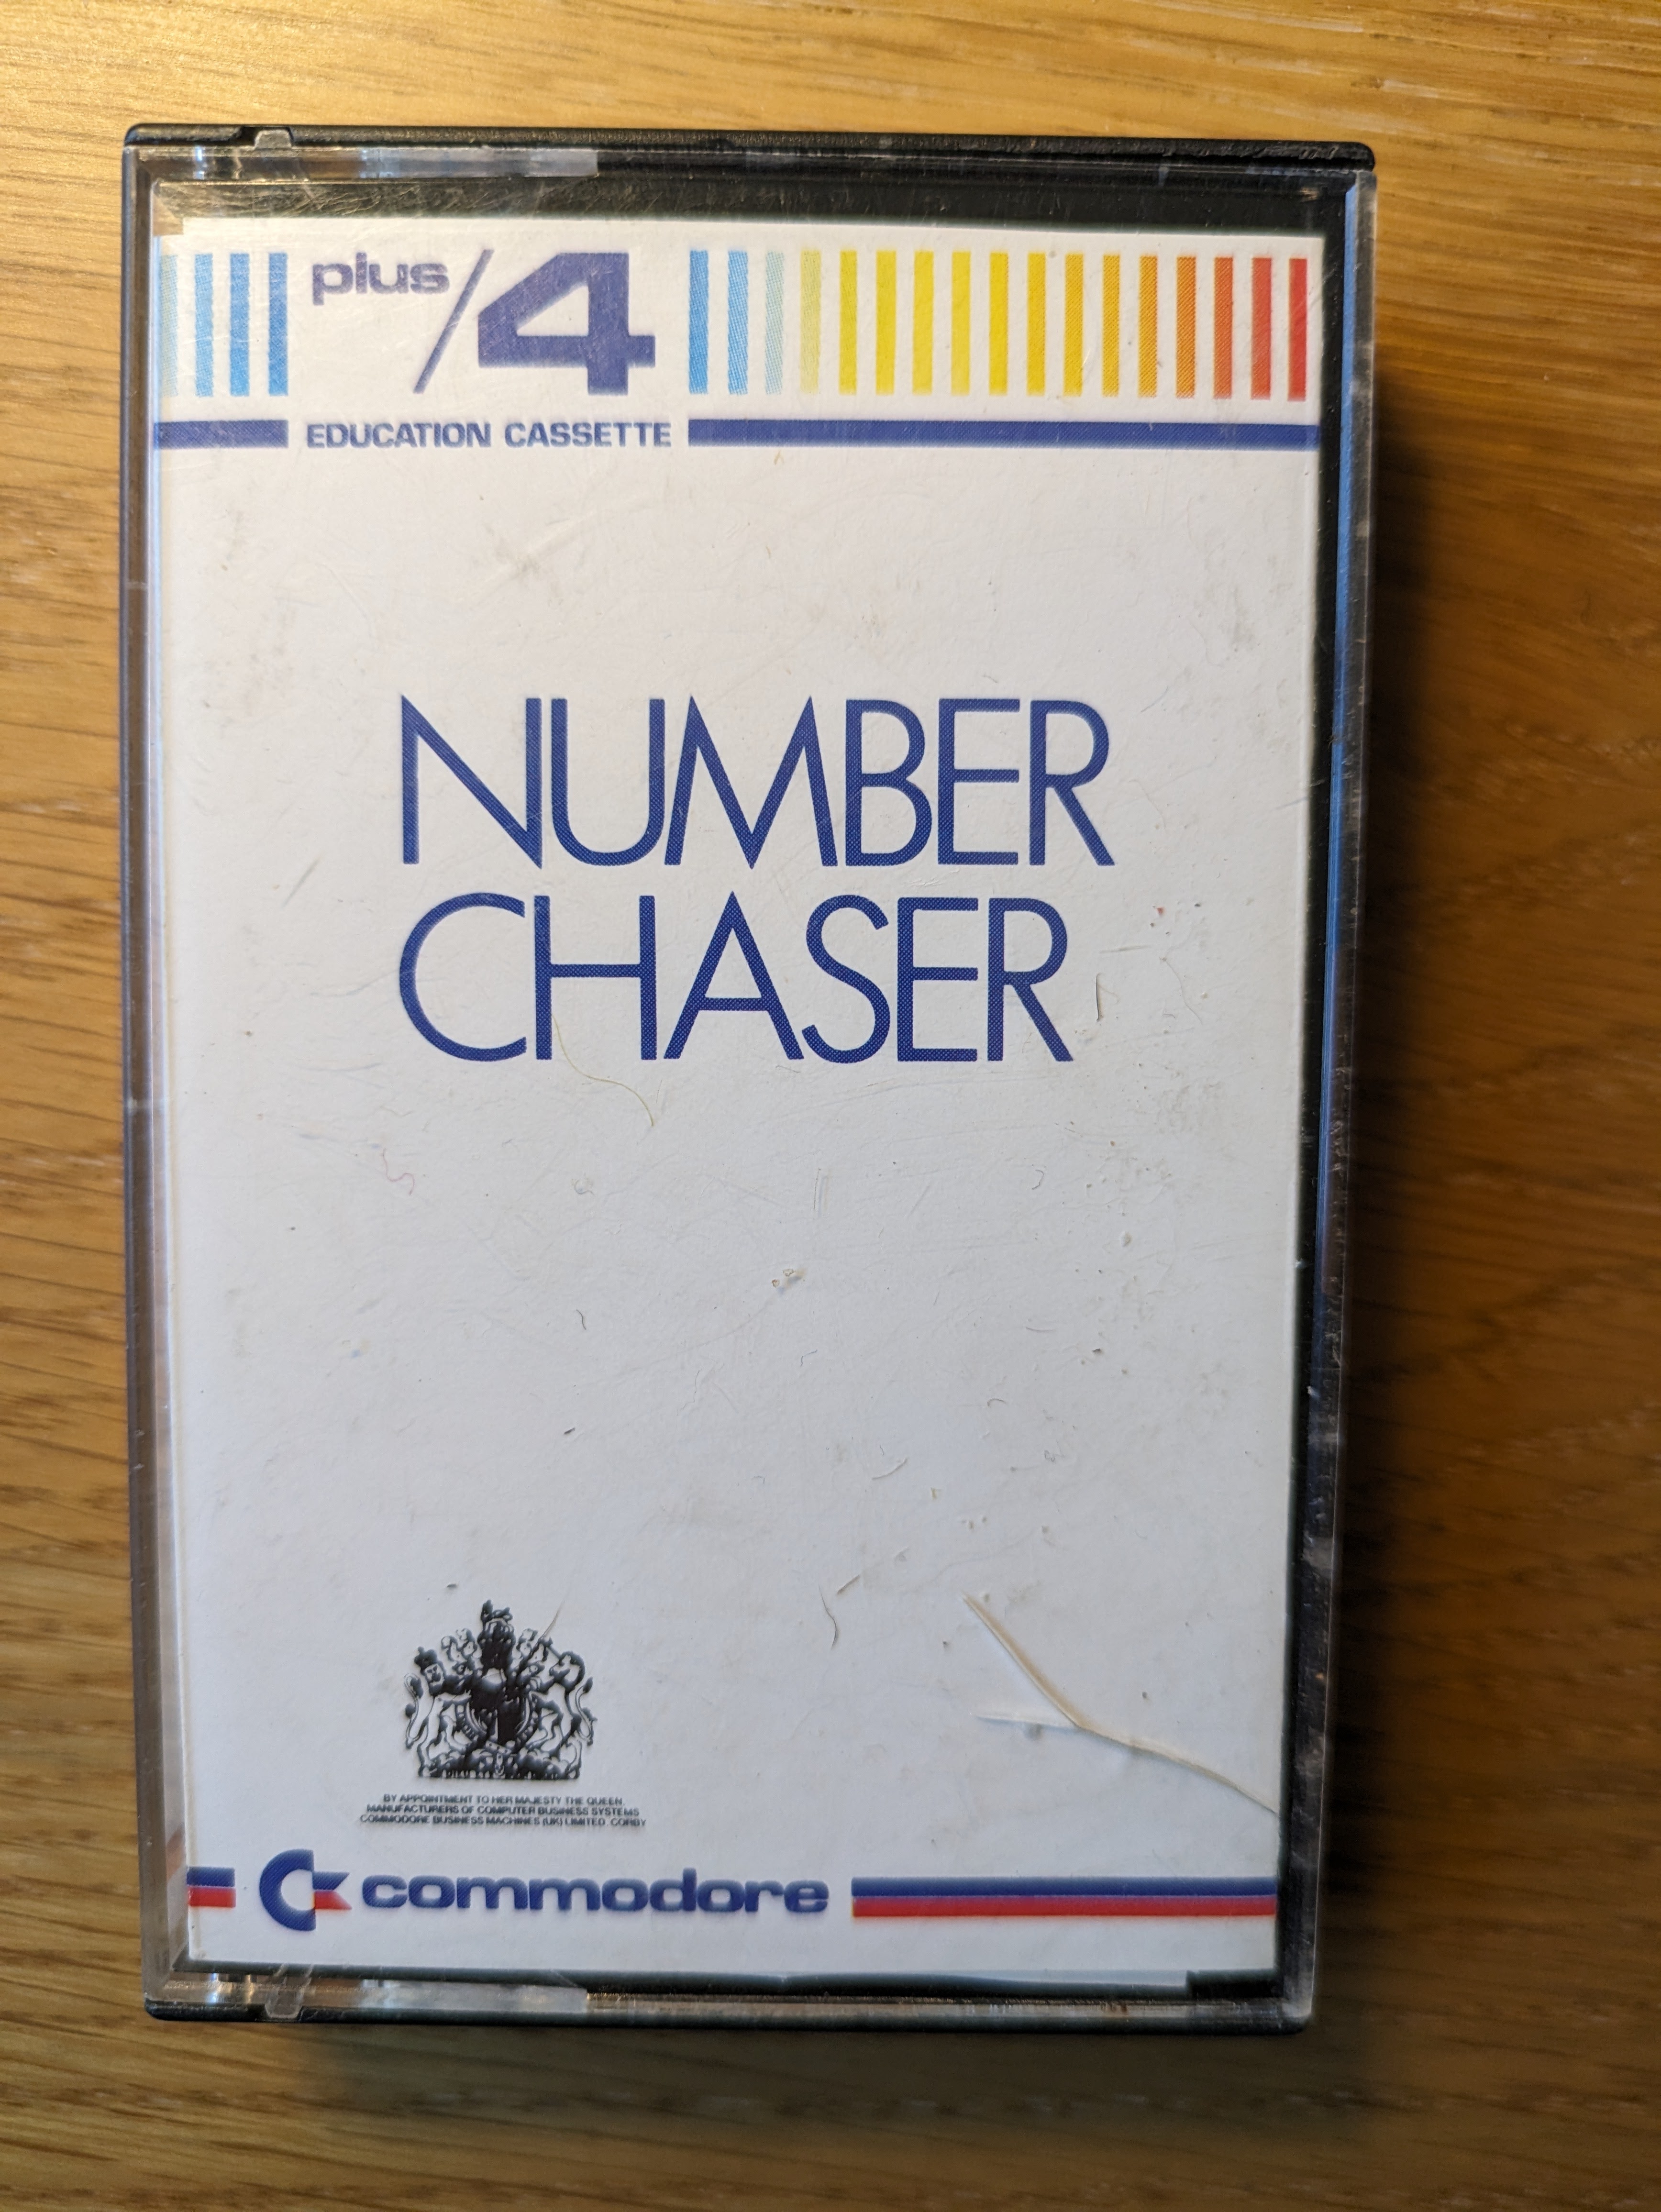 plus/4
EDUCATION CASSETTE
NUMBER
CHASER
BY APPOINTMENT TO HER MAJESTY THE QUEEN.
MANUFACTURERS OF COMPUTER BUSINESS SYSTEMS
COMMODORE BUSINESS MACHINES (UK) LIMITED CORBY
commodore